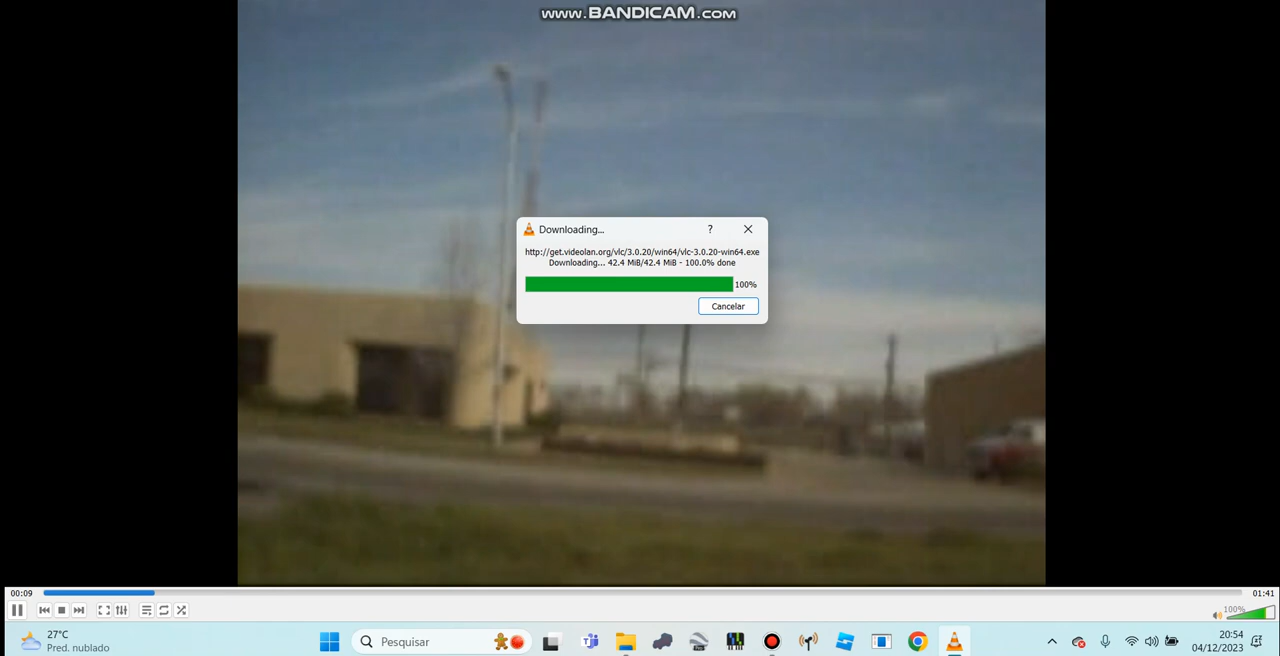 www.BANDICAM.com
Downloading...
?
http://get.videolan.org/vlc/3.0.20/win64/vlc-3.0.20-win64.exe
Downloading... 42.4 MiB/42.4 MiB - 100.0% done
100%
Cancelar
00:09
01:41
100%
27°C
Pred. nublado
Pesquisar
20:54
04/12/2023